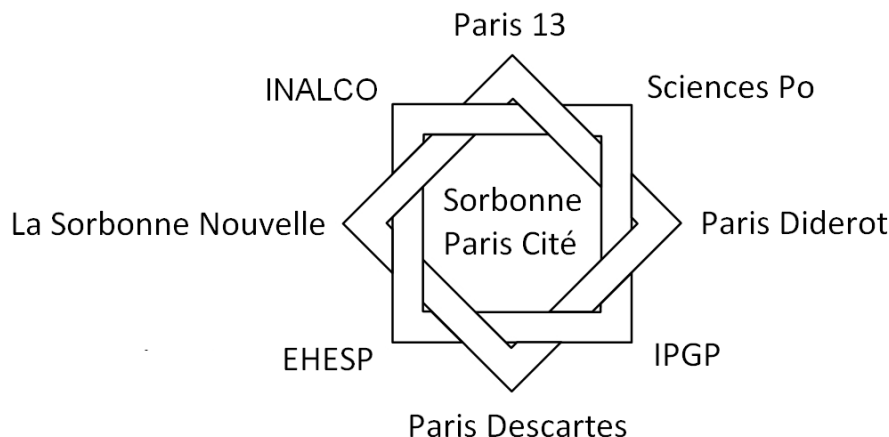 Paris 13
INALCO
Sciences Po
La Sorbonne Nouvelle
Sorbonne
Paris Cité
Paris Diderot
EHESP
IPGP
Paris Descartes